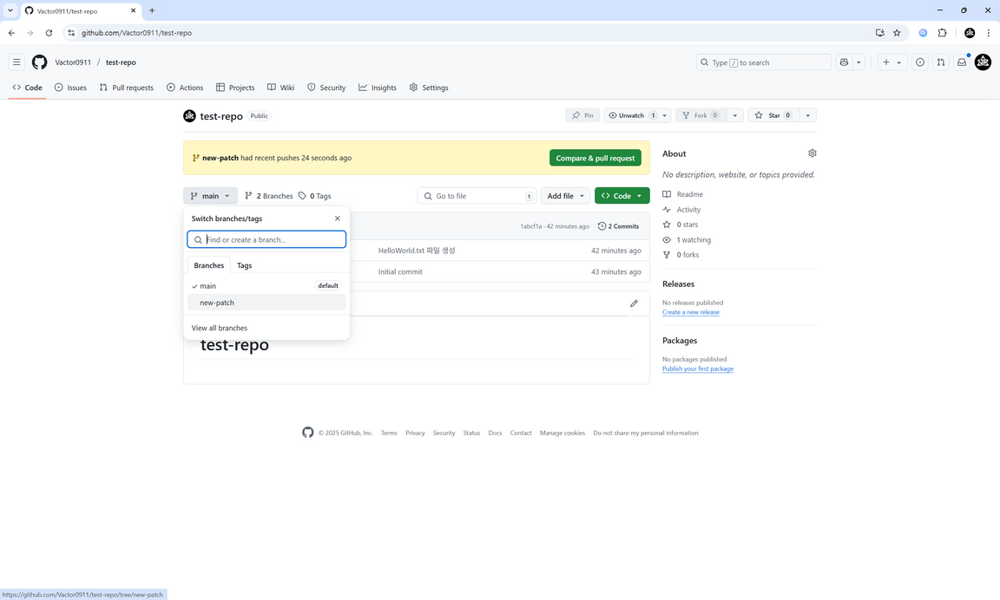 Vactor0911/test-repo
github.com/Vactor0911/test-repo
Vactor0911 / test-repo
Type / to search
Code Issues Pull requests Actions Projects Wiki Security Insights Settings
test-repo Public
Pin Unwatch 1 Fork 0 Star 0
new-patch had recent pushes 24 seconds ago
Compare & pull request
main 2 Branches 0 Tags
Go to file t
Add file
Code
Switch branches/tags
Find or create a branch...
Branches Tags
main default
new-patch
View all branches
1abcf1a · 42 minutes ago 2 Commits
HelloWorld.txt 파일 생성 42 minutes ago
Initial commit 43 minutes ago
test-repo
About
No description, website, or topics provided.
Readme
Activity
0 stars
1 watching
0 forks
Releases
No releases published
Create a new release
Packages
No packages published
Publish your first package
© 2025 GitHub, Inc. Terms Privacy Security Status Docs Contact Manage cookies Do not share my personal information
https://github.com/Vactor0911/test-repo/tree/new-patch